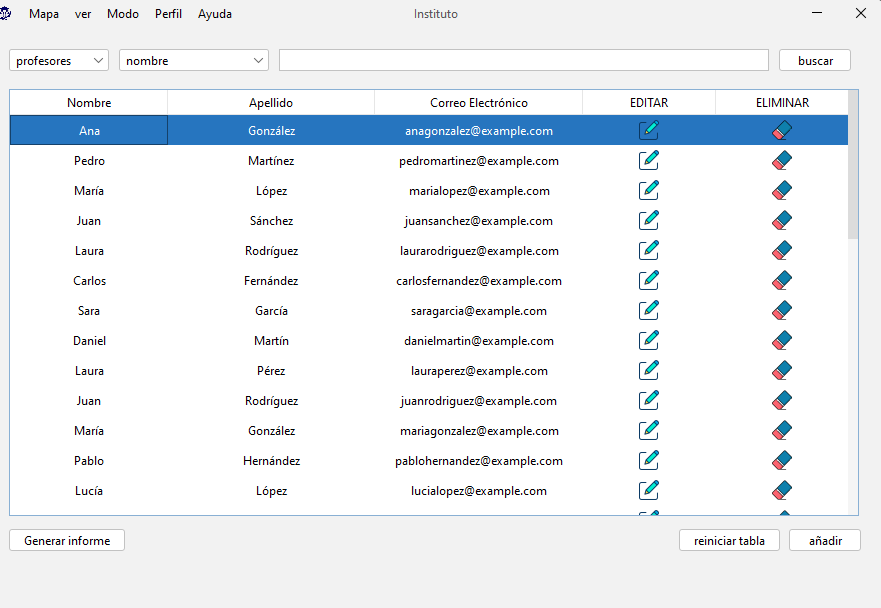 Mapa ver Modo Perfil Ayuda Instituto
profesores nombre buscar
Nombre Apellido Correo Electrónico EDITAR ELIMINAR
Ana González anagonzalez@example.com
Pedro Martínez pedromartinez@example.com
María López marialopez@example.com
Juan Sánchez juansanchez@example.com
Laura Rodríguez laurarodriguez@example.com
Carlos Fernández carlosfernandez@example.com
Sara García saragarcia@example.com
Daniel Martín danielmartin@example.com
Laura Pérez lauraperez@example.com
Juan Rodríguez juanrodriguez@example.com
María González mariagonzalez@example.com
Pablo Hernández pablohernandez@example.com
Lucía López lucialopez@example.com
Generar informe reiniciar tabla añadir